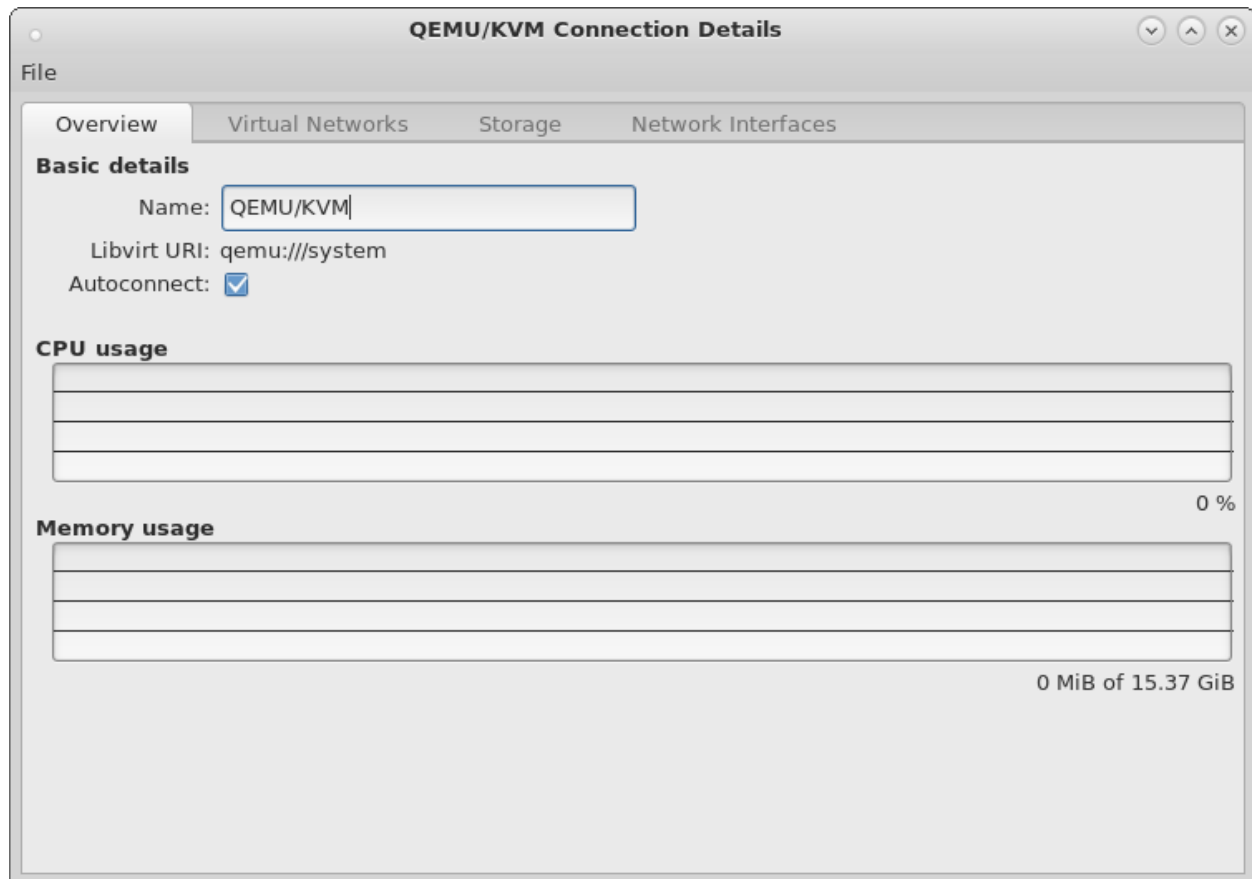 QEMU/KVM Connection Details
File
Overview Virtual Networks Storage Network Interfaces
Basic details
Name: QEMU/KVM
Libvirt URI: qemu:///system
Autoconnect:
CPU usage
0 %
Memory usage
0 MiB of 15.37 GiB